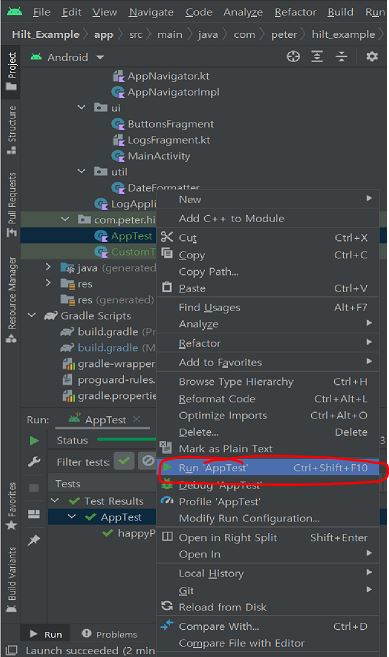 File Edit View Navigate Code Analyze Refactor Build Run
Hilt_Example app src main java com peter hilt_example
Project
Android
AppNavigator.kt
AppNavigatorImpl
ui
ButtonsFragment
LogsFragment.kt
MainActivity
util
DateFormatter
LogAppli
com.peter.hi
AppTest
CustomT
java (generated)
res
res (generated)
Gradle Scripts
build.gradle (Pr
build.gradle (M
gradle-wrapper
proguard-rules.
gradle.properties
Structure
Pull Requests
Resource Manager
Favorites
Build Variants
New
Add C++ to Module
Cut Ctrl+X
Copy Ctrl+C
Copy Path...
Paste Ctrl+V
Find Usages Alt+F7
Analyze
Refactor
Add to Favorites
Browse Type Hierarchy Ctrl+H
Reformat Code Ctrl+Alt+L
Optimize Imports Ctrl+Alt+O
Delete... Delete
Mark as Plain Text
Run 'AppTest' Ctrl+Shift+F10
Debug 'AppTest'
Profile 'AppTest'
Modify Run Configuration...
Open in Right Split Shift+Enter
Open In
Local History
Git
Reload from Disk
Compare With... Ctrl+D
Compare File with Editor
Run: AppTest
Status
Filter tests:
Tests
Test Results
AppTest
happyP
Run Problems
Launch succeeded (2 min